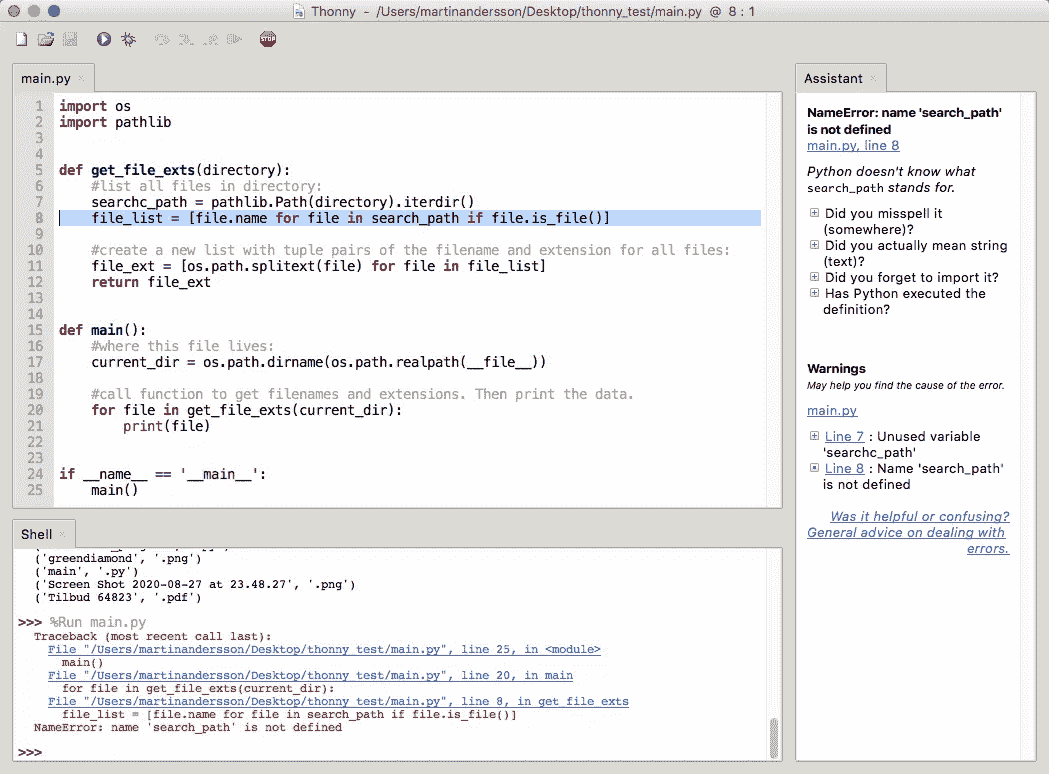 Thonny - /Users/martinandersson/Desktop/thonny_test/main.py @ 8 : 1
STOP
main.py
1 import os
2 import pathlib
3
4
5 def get_file_exts(directory):
6     #list all files in directory:
7     searchc_path = pathlib.Path(directory).iterdir()
8     file_list = [file.name for file in search_path if file.is_file()]
9
10     #create a new list with tuple pairs of the filename and extension for all files:
11     file_ext = [os.path.splitext(file) for file in file_list]
12     return file_ext
13
14
15 def main():
16     #where this file lives:
17     current_dir = os.path.dirname(os.path.realpath(__file__))
18
19     #call function to get filenames and extensions. Then print the data.
20     for file in get_file_exts(current_dir):
21         print(file)
22
23
24 if __name__ == '__main__':
25     main()
Shell
('greendiamond', '.png')
('main', '.py')
('Screen Shot 2020-08-27 at 23.48.27', '.png')
('Tilbud 64823', '.pdf')
>>> %Run main.py
Traceback (most recent call last):
File "/Users/martinandersson/Desktop/thonny_test/main.py", line 25, in <module>
main()
File "/Users/martinandersson/Desktop/thonny_test/main.py", line 20, in main
for file in get_file_exts(current_dir):
File "/Users/martinandersson/Desktop/thonny_test/main.py", line 8, in get_file_exts
file_list = [file.name for file in search_path if file.is_file()]
NameError: name 'search_path' is not defined
>>>
Assistant
NameError: name 'search_path'
is not defined
main.py, line 8
Python doesn't know what
search_path stands for.
Did you misspell it
(somewhere)?
Did you actually mean string
(text)?
Did you forget to import it?
Has Python executed the
definition?
Warnings
May help you find the cause of the error.
main.py
Line 7 : Unused variable
'searchc_path'
Line 8 : Name 'search_path'
is not defined
Was it helpful or confusing?
General advice on dealing with
errors.